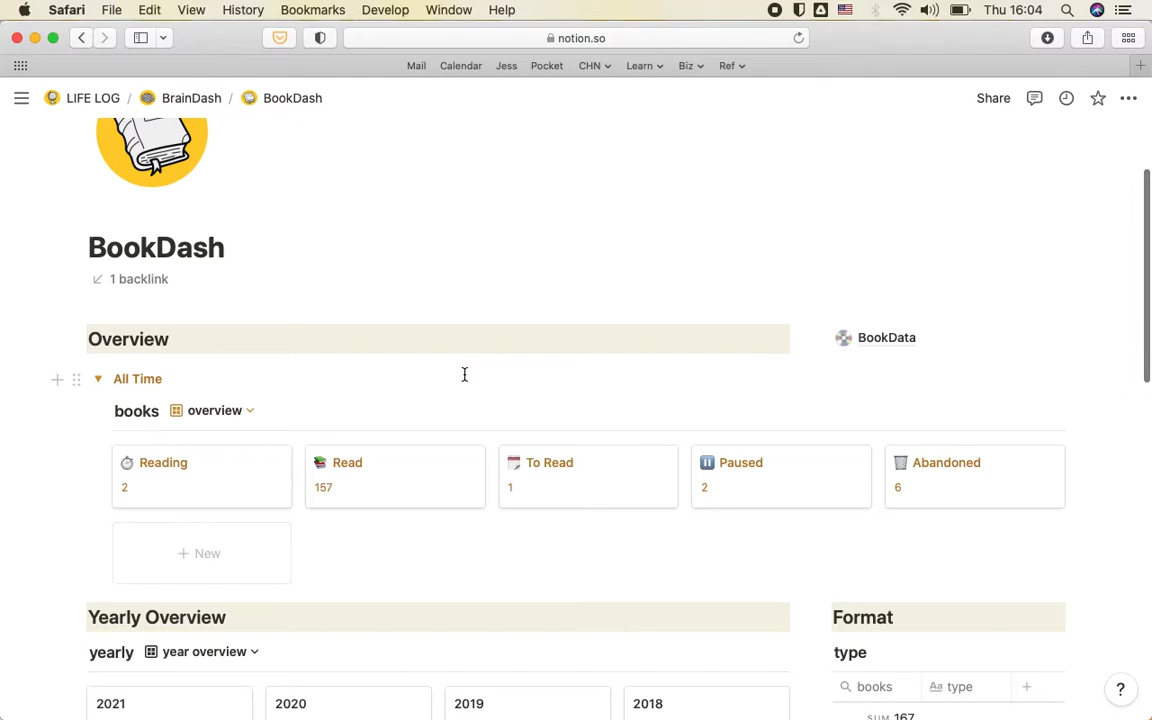 Safari File Edit View History Bookmarks Develop Window Help Thu 16:04
notion.so
Mail Calendar Jess Pocket CHN Learn Biz Ref
LIFE LOG / BrainDash / BookDash Share
BookDash
1 backlink
Overview
BookData
All Time
books overview
Reading
2
Read
157
To Read
1
Paused
2
Abandoned
6
+ New
Yearly Overview
yearly year overview
2021 2020 2019 2018
Format
type
books Aa type +
SUM 167
?